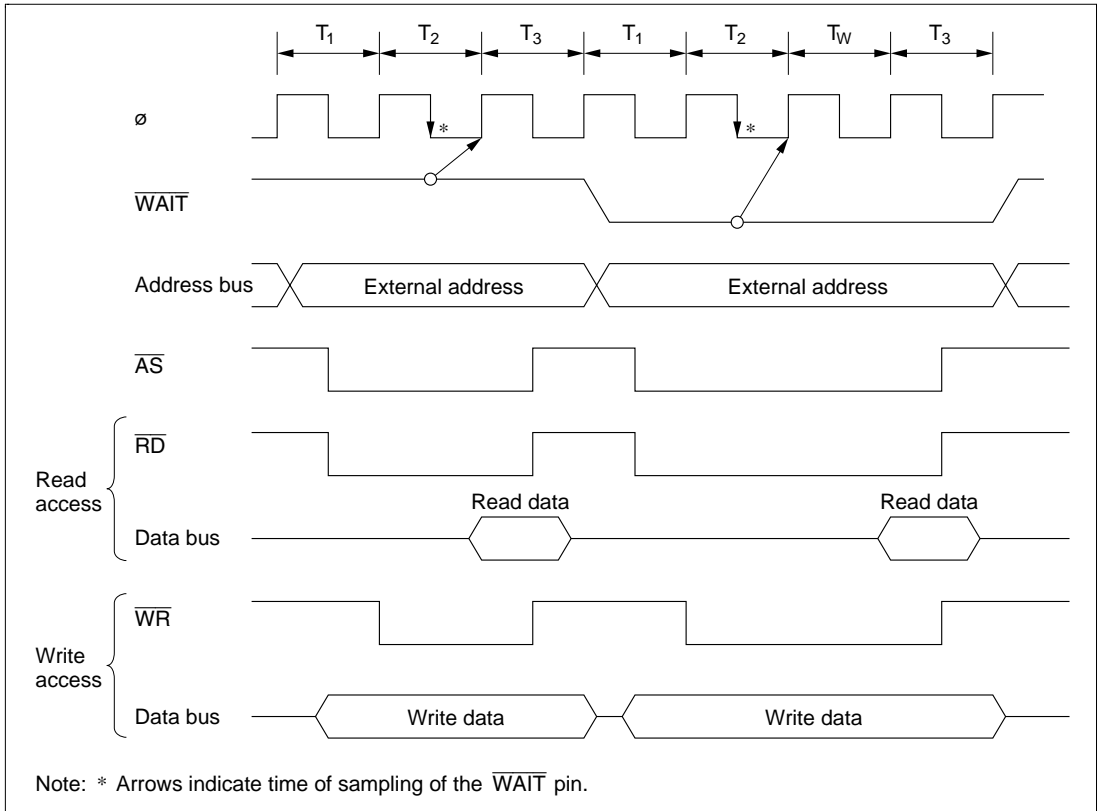 T1 T2 T3 T1 T2 TW T3
ø
* *
WAIT
Address bus External address External address
AS
RD
Read access
Read data Read data
Data bus
WR
Write access
Data bus Write data Write data
Note: * Arrows indicate time of sampling of the WAIT pin.